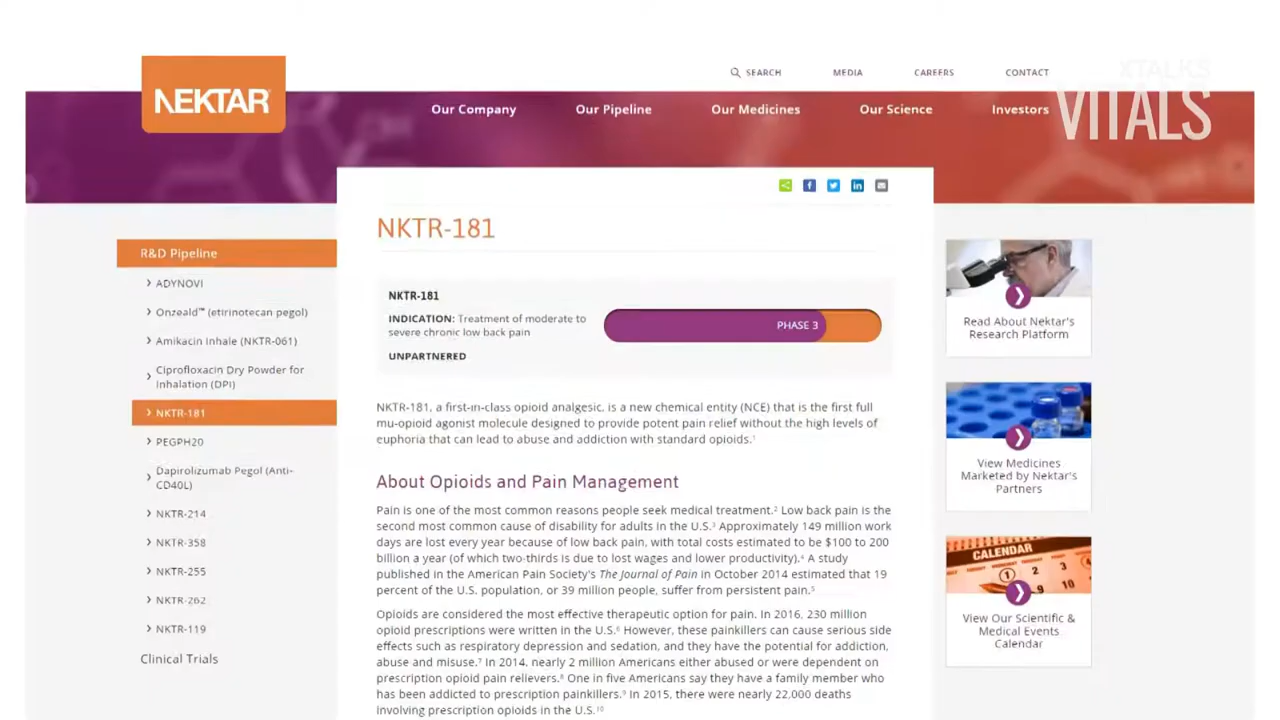 XTALKS
VITALS
NEKTAR
SEARCH
MEDIA
CAREERS
CONTACT
Our Company
Our Pipeline
Our Medicines
Our Science
Investors
R&D Pipeline
ADYNOVI
Onzeald™ (etirinotecan pegol)
Amikacin Inhale (NKTR-061)
Ciprofloxacin Dry Powder for
Inhalation (DPI)
NKTR-181
PEGPH20
Dapirolizumab Pegol (Anti-
CD40L)
NKTR-214
NKTR-358
NKTR-255
NKTR-262
NKTR-119
Clinical Trials
NKTR-181
NKTR-181
INDICATION: Treatment of moderate to
severe chronic low back pain
UNPARTNERED
PHASE 3
NKTR-181, a first-in-class opioid analgesic, is a new chemical entity (NCE) that is the first full
mu-opioid agonist molecule designed to provide potent pain relief without the high levels of
euphoria that can lead to abuse and addiction with standard opioids.¹
About Opioids and Pain Management
Pain is one of the most common reasons people seek medical treatment.² Low back pain is the
second most common cause of disability for adults in the U.S.³ Approximately 149 million work
days are lost every year because of low back pain, with total costs estimated to be $100 to 200
billion a year (of which two-thirds is due to lost wages and lower productivity).⁴ A study
published in the American Pain Society's The Journal of Pain in October 2014 estimated that 19
percent of the U.S. population, or 39 million people, suffer from persistent pain.⁵
Opioids are considered the most effective therapeutic option for pain. In 2016, 230 million
opioid prescriptions were written in the U.S.⁶ However, these painkillers can cause serious side
effects such as respiratory depression and sedation, and they have the potential for addiction,
abuse and misuse.⁷ In 2014, nearly 2 million Americans either abused or were dependent on
prescription opioid pain relievers.⁸ One in five Americans say they have a family member who
has been addicted to prescription painkillers.⁹ In 2015, there were nearly 22,000 deaths
involving prescription opioids in the U.S.¹⁰
Read About Nektar's
Research Platform
View Medicines
Marketed by Nektar's
Partners
CALENDAR
1 2 3
9 10
View Our Scientific &
Medical Events
Calendar